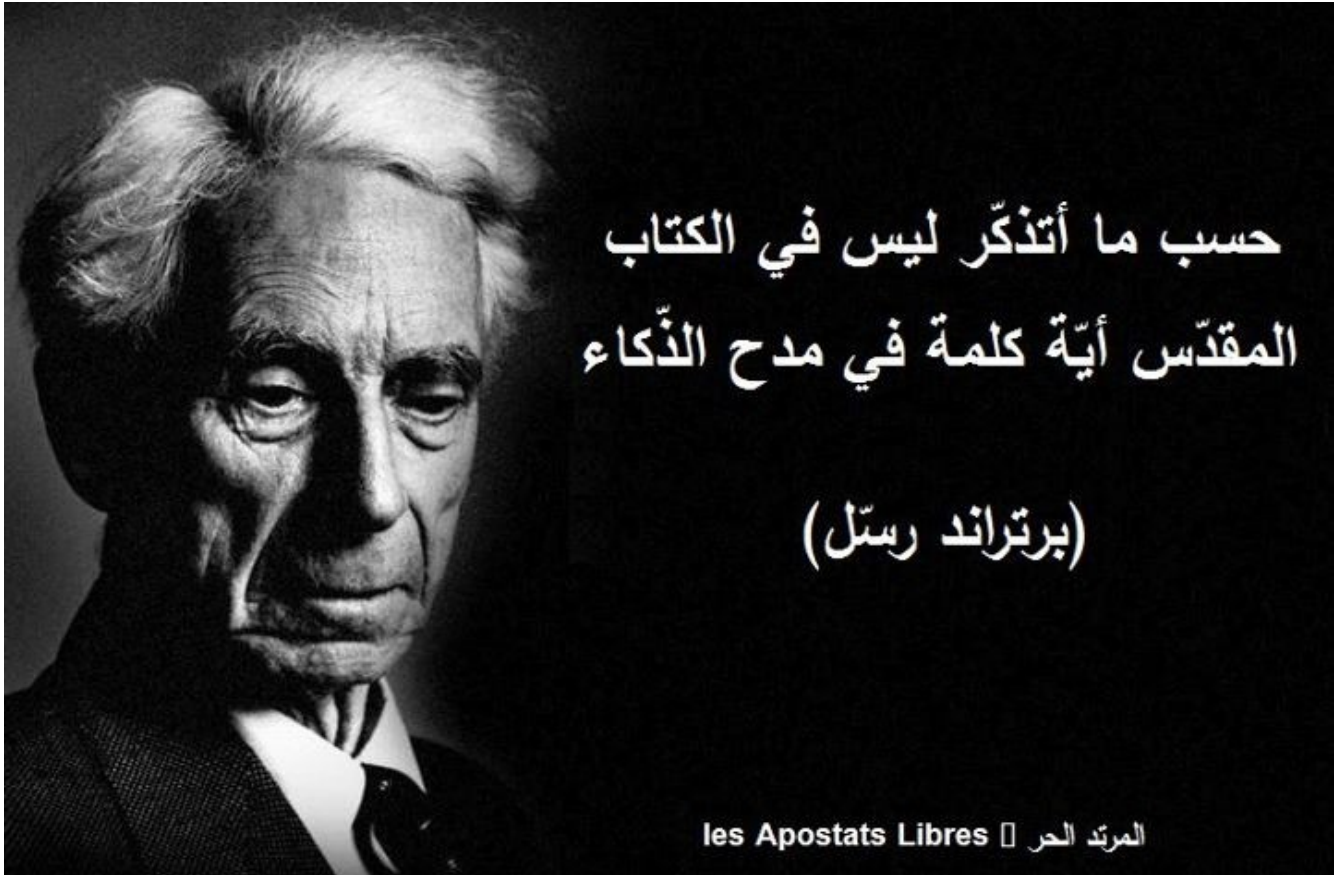 حسب ما أتذكّر ليس في الكتاب
المقدّس أيّة كلمة في مدح الذّكاء
(برتراند رسّل)
les Apostats Libres ▯ المرتد الحر